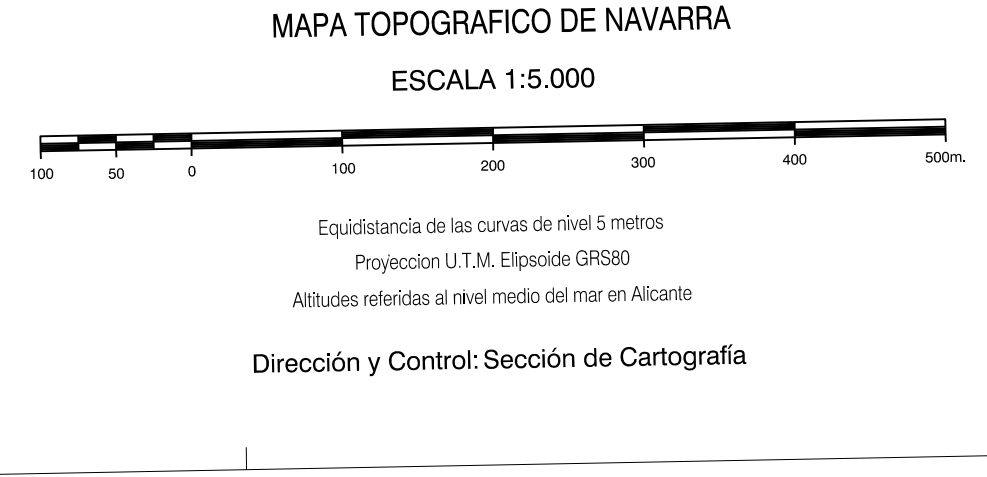 MAPA TOPOGRAFICO DE NAVARRA
ESCALA 1:5.000
100 50 0 100 200 300 400 500m.
Equidistancia de las curvas de nivel 5 metros
Proyeccion U.T.M. Elipsoide GRS80
Altitudes referidas al nivel medio del mar en Alicante
Dirección y Control: Sección de Cartografía